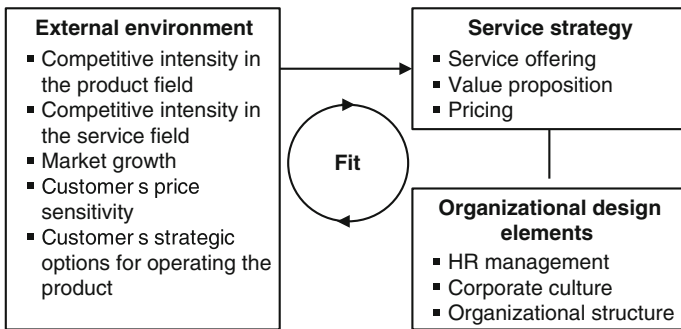 External environment
▪ Competitive intensity in
the product field
▪ Competitive intensity in
the service field
▪ Market growth
▪ Customer s price
sensitivity
▪ Customer s strategic
options for operating the
product
Fit
Service strategy
▪ Service offering
▪ Value proposition
▪ Pricing
Organizational design
elements
▪ HR management
▪ Corporate culture
▪ Organizational structure